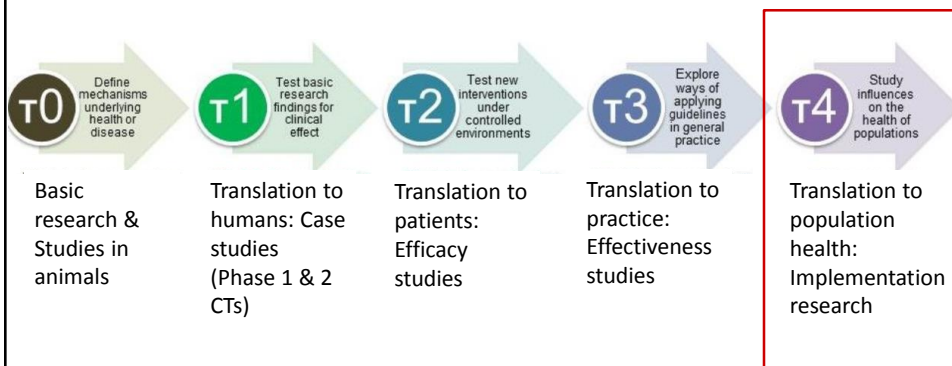 T0
Define
mechanisms
underlying
health or
disease
T1
Test basic
research
findings for
clinical
effect
T2
Test new
interventions
under
controlled
environments
T3
Explore
ways of
applying
guidelines
in general
practice
T4
Study
influences
on the
health of
populations
Basic
research &
Studies in
animals
Translation to
humans: Case
studies
(Phase 1 & 2
CTs)
Translation to
patients:
Efficacy
studies
Translation to
practice:
Effectiveness
studies
Translation to
population
health:
Implementation
research